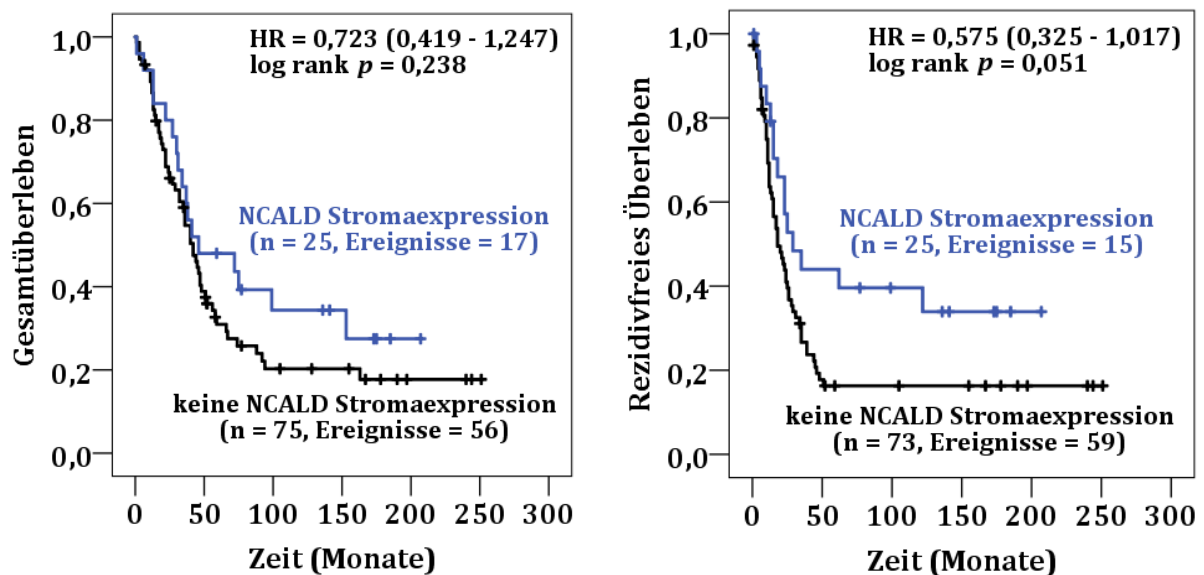 HR = 0,723 (0,419 - 1,247)
log rank p = 0,238
Gesamtüberleben
1,0
0,8
0,6
0,4
0,2
0,0
NCALD Stromaexpression
(n = 25, Ereignisse = 17)
keine NCALD Stromaexpression
(n = 75, Ereignisse = 56)
0 50 100 150 200 250 300
Zeit (Monate)
HR = 0,575 (0,325 - 1,017)
log rank p = 0,051
Rezidivfreies Überleben
1,0
0,8
0,6
0,4
0,2
0,0
NCALD Stromaexpression
(n = 25, Ereignisse = 15)
keine NCALD Stromaexpression
(n = 73, Ereignisse = 59)
0 50 100 150 200 250 300
Zeit (Monate)